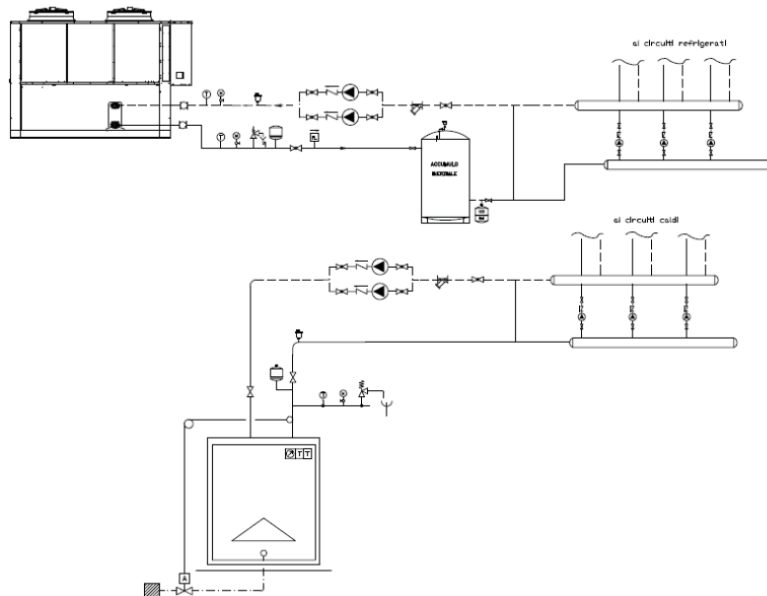 ai circuiti refrigerati
T
T
ACCUMULO
INERZIALE
ai circuiti caldi
T
T T
A